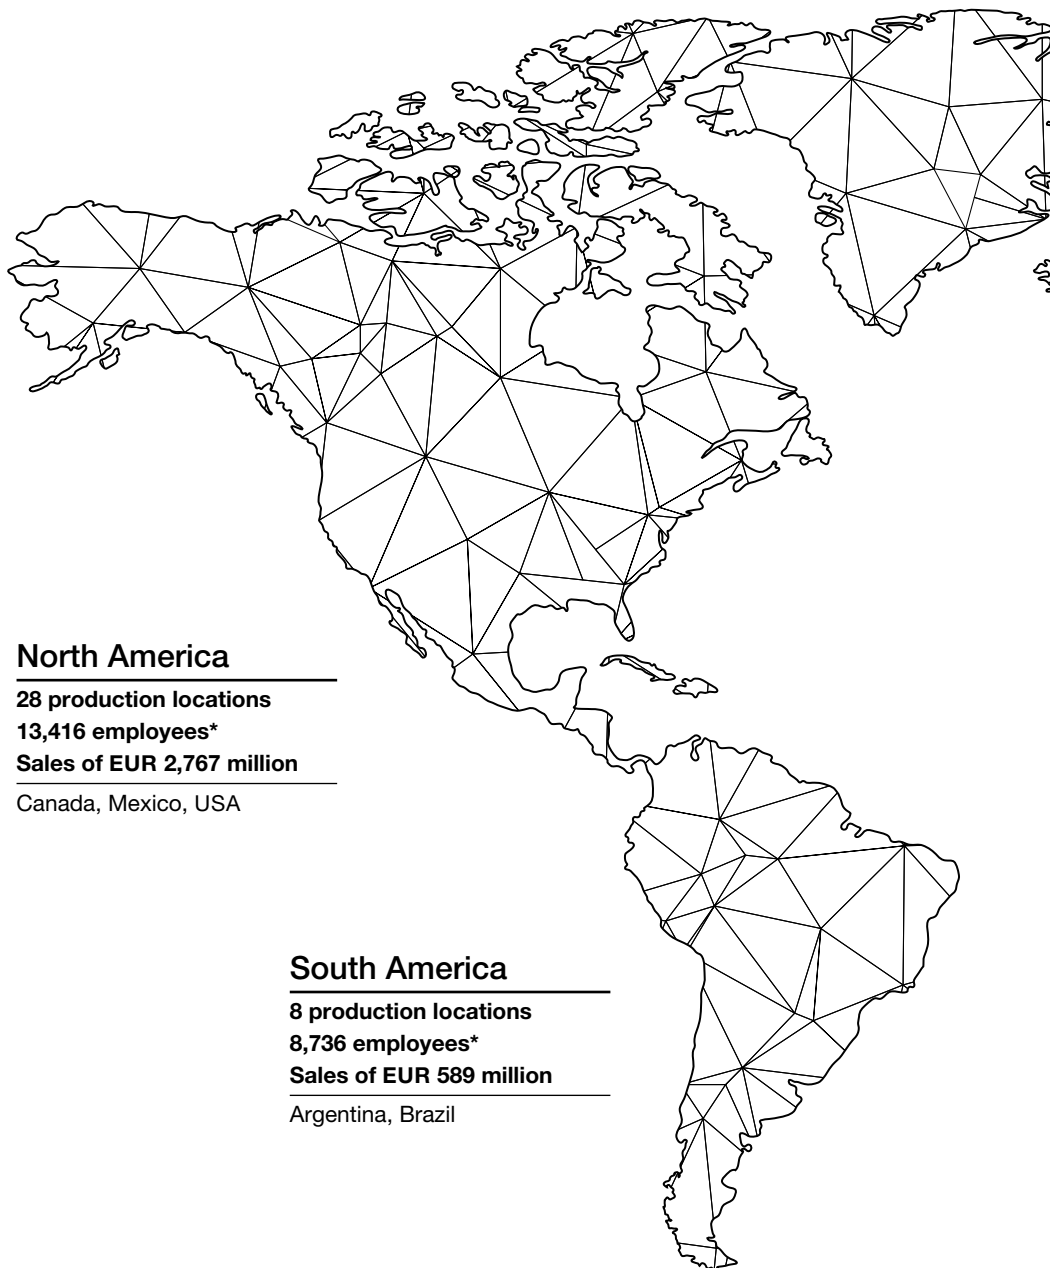 North America
28 production locations
13,416 employees*
Sales of EUR 2,767 million
Canada, Mexico, USA
South America
8 production locations
8,736 employees*
Sales of EUR 589 million
Argentina, Brazil